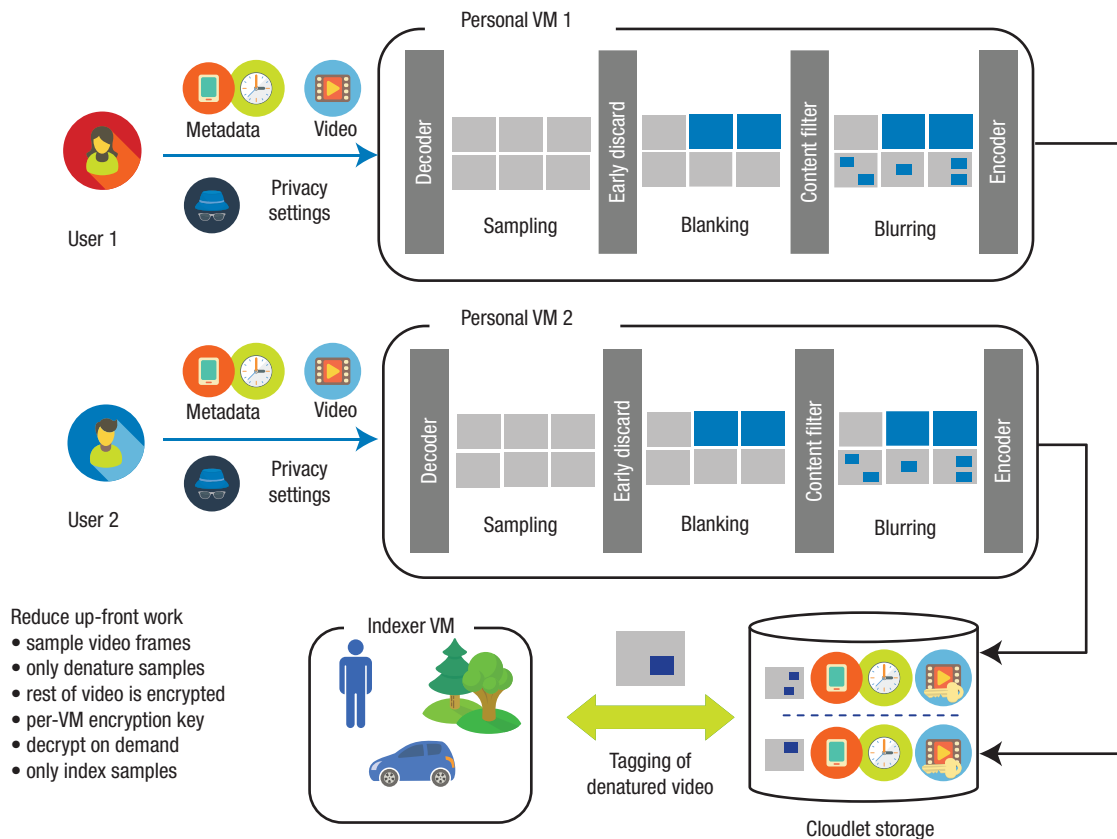 Personal VM 1
Metadata
Video
Privacy
settings
User 1
Decoder
Sampling
Early discard
Blanking
Content filter
Blurring
Encoder
Personal VM 2
Metadata
Video
Privacy
settings
User 2
Decoder
Sampling
Early discard
Blanking
Content filter
Blurring
Encoder
Reduce up-front work
• sample video frames
• only denature samples
• rest of video is encrypted
• per-VM encryption key
• decrypt on demand
• only index samples
Indexer VM
Tagging of
denatured video
Cloudlet storage